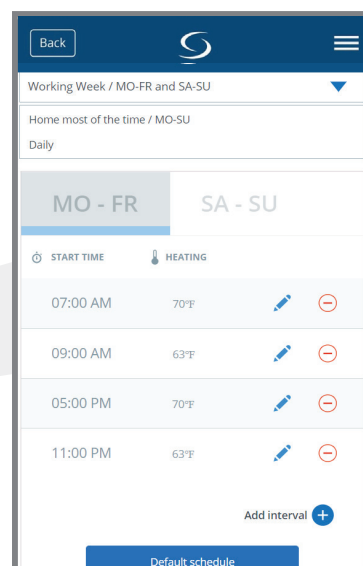 Back
Working Week / MO-FR and SA-SU
Home most of the time / MO-SU
Daily
MO - FR SA - SU
START TIME HEATING
07:00 AM 70°F
09:00 AM 63°F
05:00 PM 70°F
11:00 PM 63°F
Add interval
Default schedule